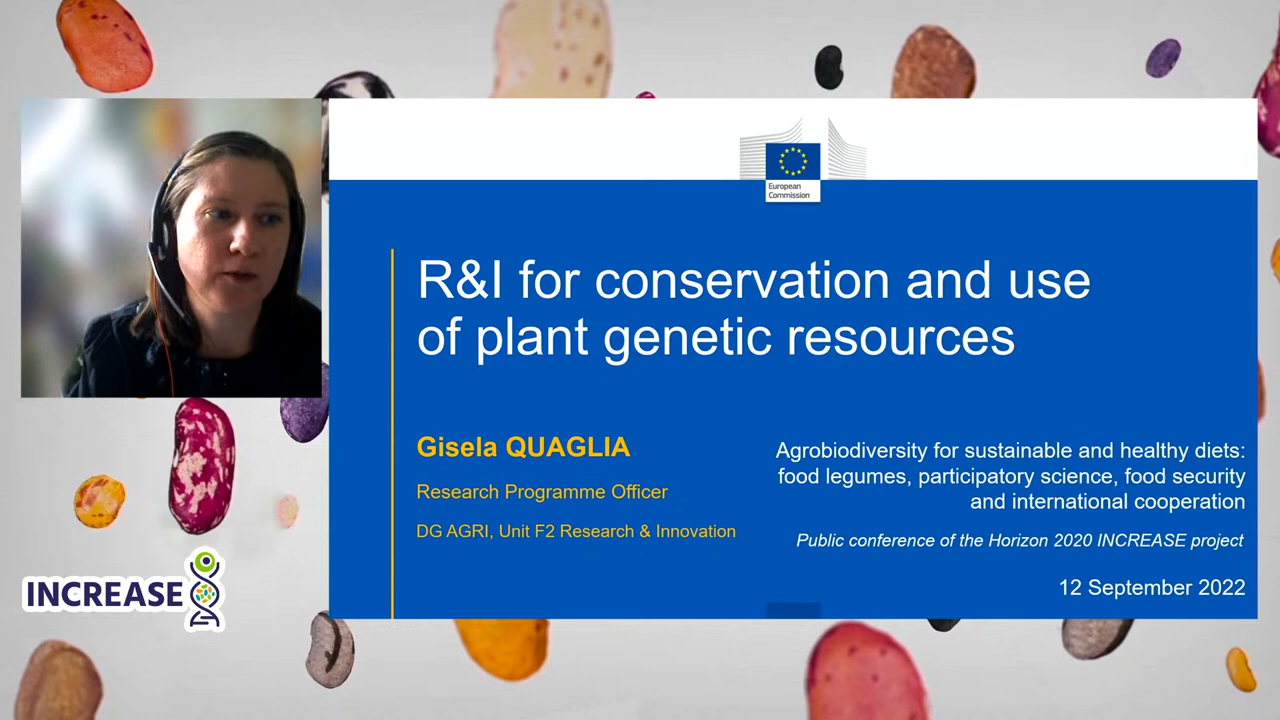 European
Commission
R&I for conservation and use
of plant genetic resources
Gisela QUAGLIA
Research Programme Officer
DG AGRI, Unit F2 Research & Innovation
Agrobiodiversity for sustainable and healthy diets:
food legumes, participatory science, food security
and international cooperation
Public conference of the Horizon 2020 INCREASE project
12 September 2022
INCREASE